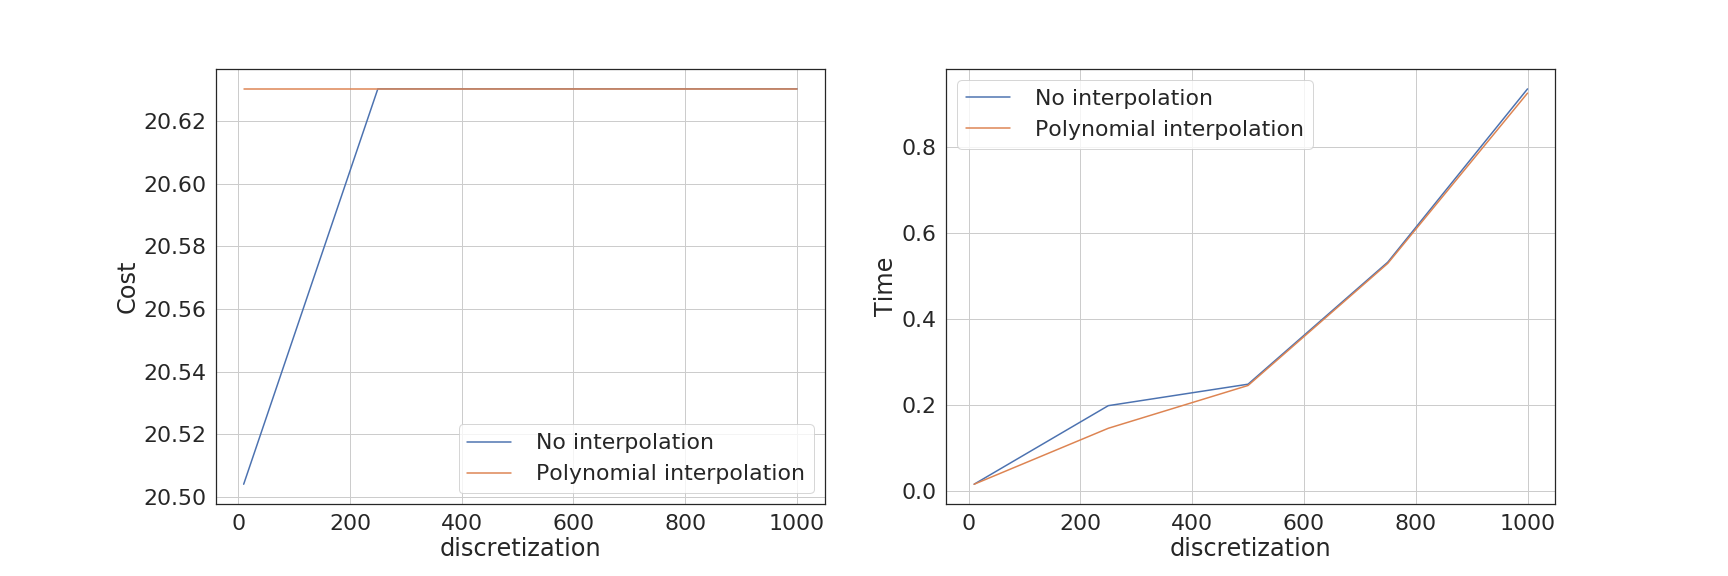 20.62
20.60
20.58
20.56
20.54
20.52
20.50
Cost
No interpolation
Polynomial interpolation
0 200 400 600 800 1000
discretization
No interpolation
Polynomial interpolation
0.8
0.6
0.4
0.2
0.0
Time
0 200 400 600 800 1000
discretization